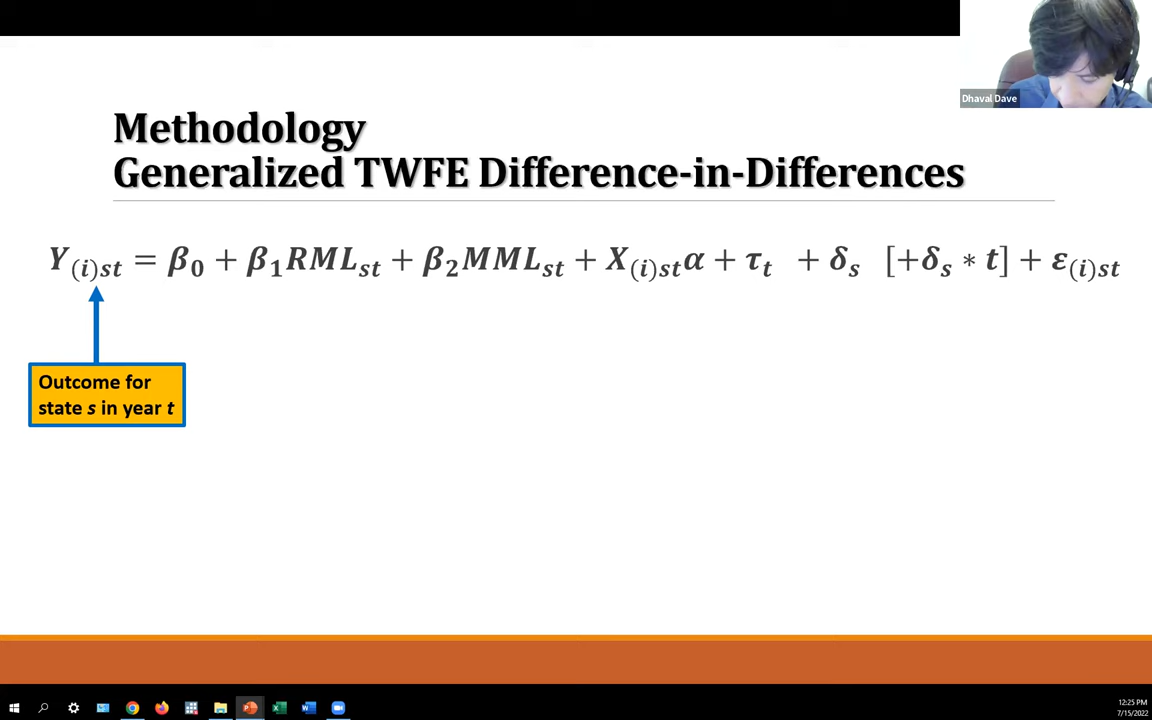 Dhaval Dave
Methodology
Generalized TWFE Difference-in-Differences
Y₍ᵢ₎ₛₜ = β₀ + β₁RMLₛₜ + β₂MMLₛₜ + X₍ᵢ₎ₛₜα + τₜ + δₛ [+δₛ ∗ t] + ε₍ᵢ₎ₛₜ
Outcome for
state s in year t
12:25 PM
7/15/2022